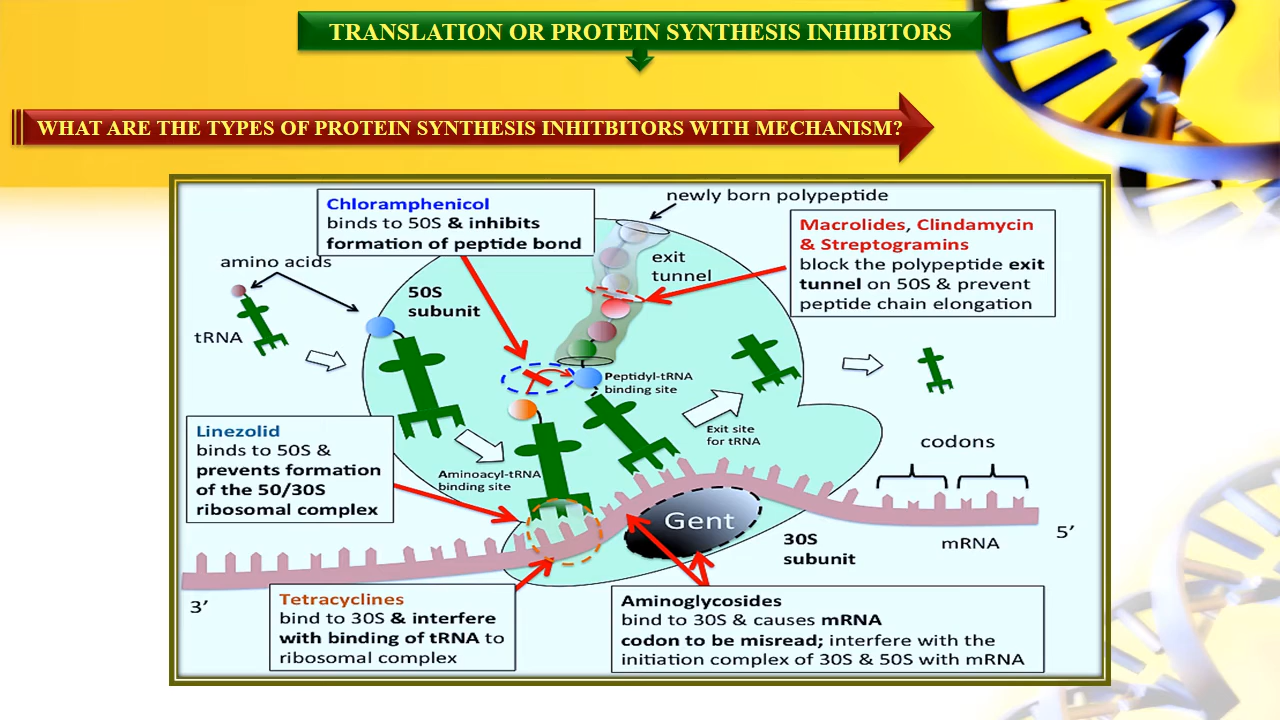 TRANSLATION OR PROTEIN SYNTHESIS INHIBITORS
WHAT ARE THE TYPES OF PROTEIN SYNTHESIS INHITBITORS WITH MECHANISM?
Chloramphenicol
binds to 50S & inhibits
formation of peptide bond
newly born polypeptide
Macrolides, Clindamycin
& Streptogramins
block the polypeptide exit
tunnel on 50S & prevent
peptide chain elongation
exit
tunnel
amino acids
50S
subunit
tRNA
Peptidyl-tRNA
binding site
Exit site
for tRNA
codons
Linezolid
binds to 50S &
prevents formation
of the 50/30S
ribosomal complex
Aminoacyl-tRNA
binding site
Gent
30S
subunit
mRNA
5’
3’
Tetracyclines
bind to 30S & interfere
with binding of tRNA to
ribosomal complex
Aminoglycosides
bind to 30S & causes mRNA
codon to be misread; interfere with the
initiation complex of 30S & 50S with mRNA